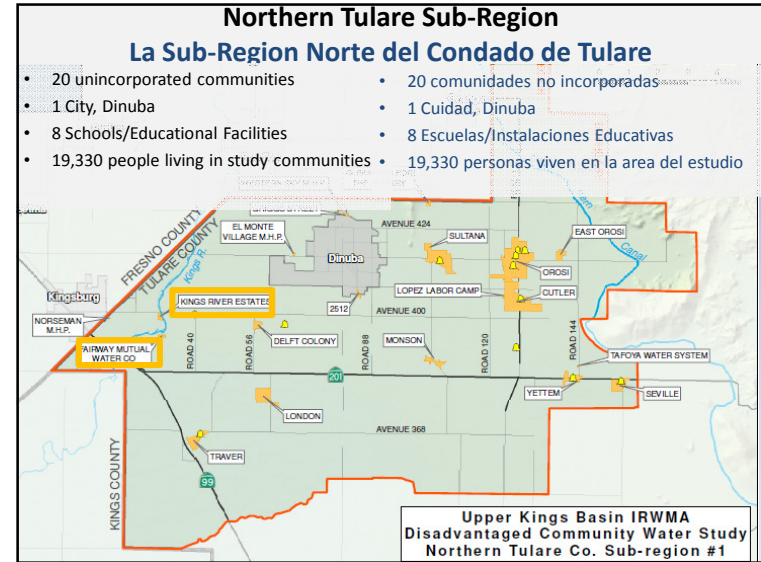 Northern Tulare Sub-Region
La Sub-Region Norte del Condado de Tulare
• 20 unincorporated communities
• 1 City, Dinuba
• 8 Schools/Educational Facilities
• 19,330 people living in study communities
• 20 comunidades no incorporadas
• 1 Cuidad, Dinuba
• 8 Escuelas/Instalaciones Educativas
• 19,330 personas viven en la area del estudio
FRESNO COUNTY
TULARE COUNTY
Kings R.
EL MONTE
VILLAGE M.H.P.
AVENUE 424
SULTANA
EAST OROSI
Canal
Dinuba
OROSI
Kingsburg
KINGS RIVER ESTATES
LOPEZ LABOR CAMP
CUTLER
NORSEMAN
M.H.P.
2512
AVENUE 400
FAIRWAY MUTUAL
WATER CO
ROAD 40
ROAD 56
DELFT COLONY
ROAD 88
MONSON
ROAD 120
ROAD 144
TAFOYA WATER SYSTEM
201
YETTEM
SEVILLE
LONDON
AVENUE 368
TRAVER
KINGS COUNTY
99
Upper Kings Basin IRWMA
Disadvantaged Community Water Study
Northern Tulare Co. Sub-region #1